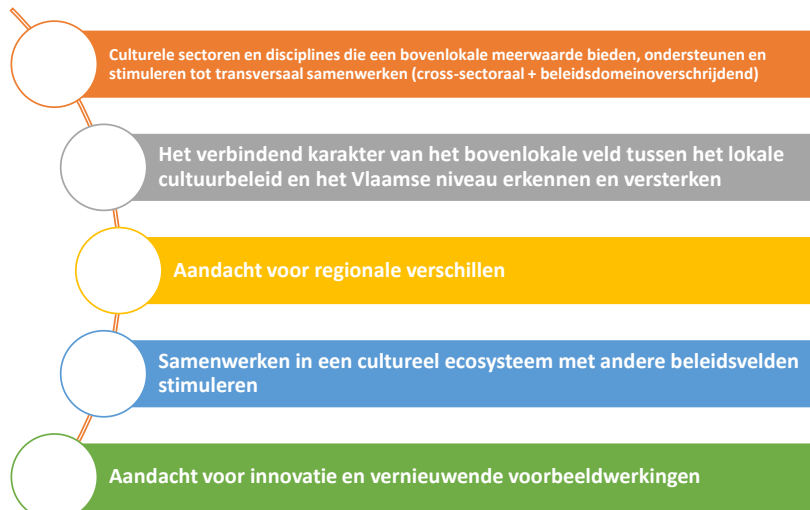 Culturele sectoren en disciplines die een bovenlokale meerwaarde bieden, ondersteunen en
stimuleren tot transversaal samenwerken (cross-sectoraal + beleidsdomeinoverschrijdend)
Het verbindend karakter van het bovenlokale veld tussen het lokale
cultuurbeleid en het Vlaamse niveau erkennen en versterken
Aandacht voor regionale verschillen
Samenwerken in een cultureel ecosysteem met andere beleidsvelden
stimuleren
Aandacht voor innovatie en vernieuwende voorbeeldwerkingen